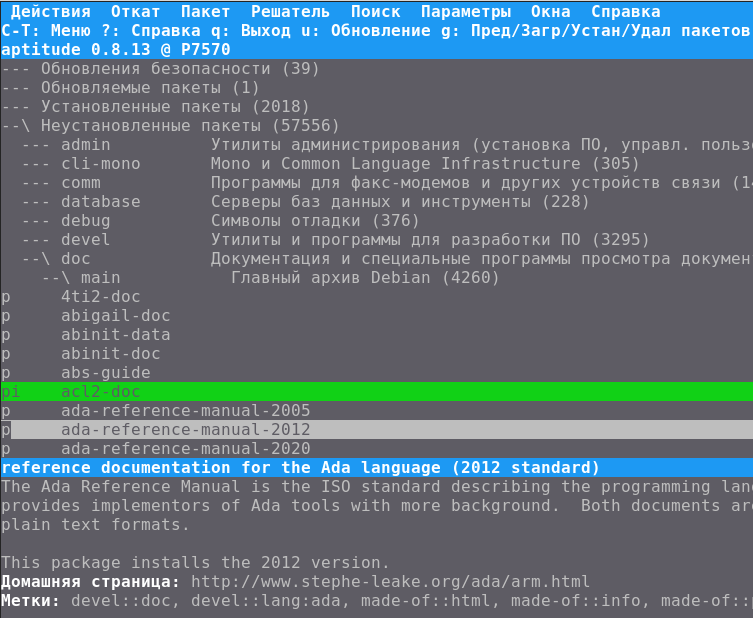 Действия  Откат  Пакет  Решатель  Поиск  Параметры  Окна  Справка
C-T: Меню ?: Справка q: Выход u: Обновление g: Пред/Загр/Устан/Удал пакетов
aptitude 0.8.13 @ P7570
--- Обновления безопасности (39)
--- Обновляемые пакеты (1)
--- Установленные пакеты (2018)
--\ Неустановленные пакеты (57556)
  --- admin          Утилиты администрирования (установка ПО, управл.
  --- cli-mono       Mono и Common Language Infrastructure (305)
  --- comm           Программы для факс-модемов и других устройств связи
  --- database       Серверы баз данных и инструменты (228)
  --- debug          Символы отладки (376)
  --- devel          Утилиты и программы для разработки ПО (3295)
  --\ doc            Документация и специальные программы просмотра
    --\ main           Главный архив Debian (4260)
p     4ti2-doc
p     abigail-doc
p     abinit-data
p     abinit-doc
p     abs-guide
pi    acl2-doc
p     ada-reference-manual-2005
p     ada-reference-manual-2012
p     ada-reference-manual-2020
reference documentation for the Ada language (2012 standard)
The Ada Reference Manual is the ISO standard describing the programming
provides implementors of Ada tools with more background.  Both documents
plain text formats.
This package installs the 2012 version.
Домашняя страница: http://www.stephe-leake.org/ada/arm.html
Метки: devel::doc, devel::lang:ada, made-of::html, made-of::info,